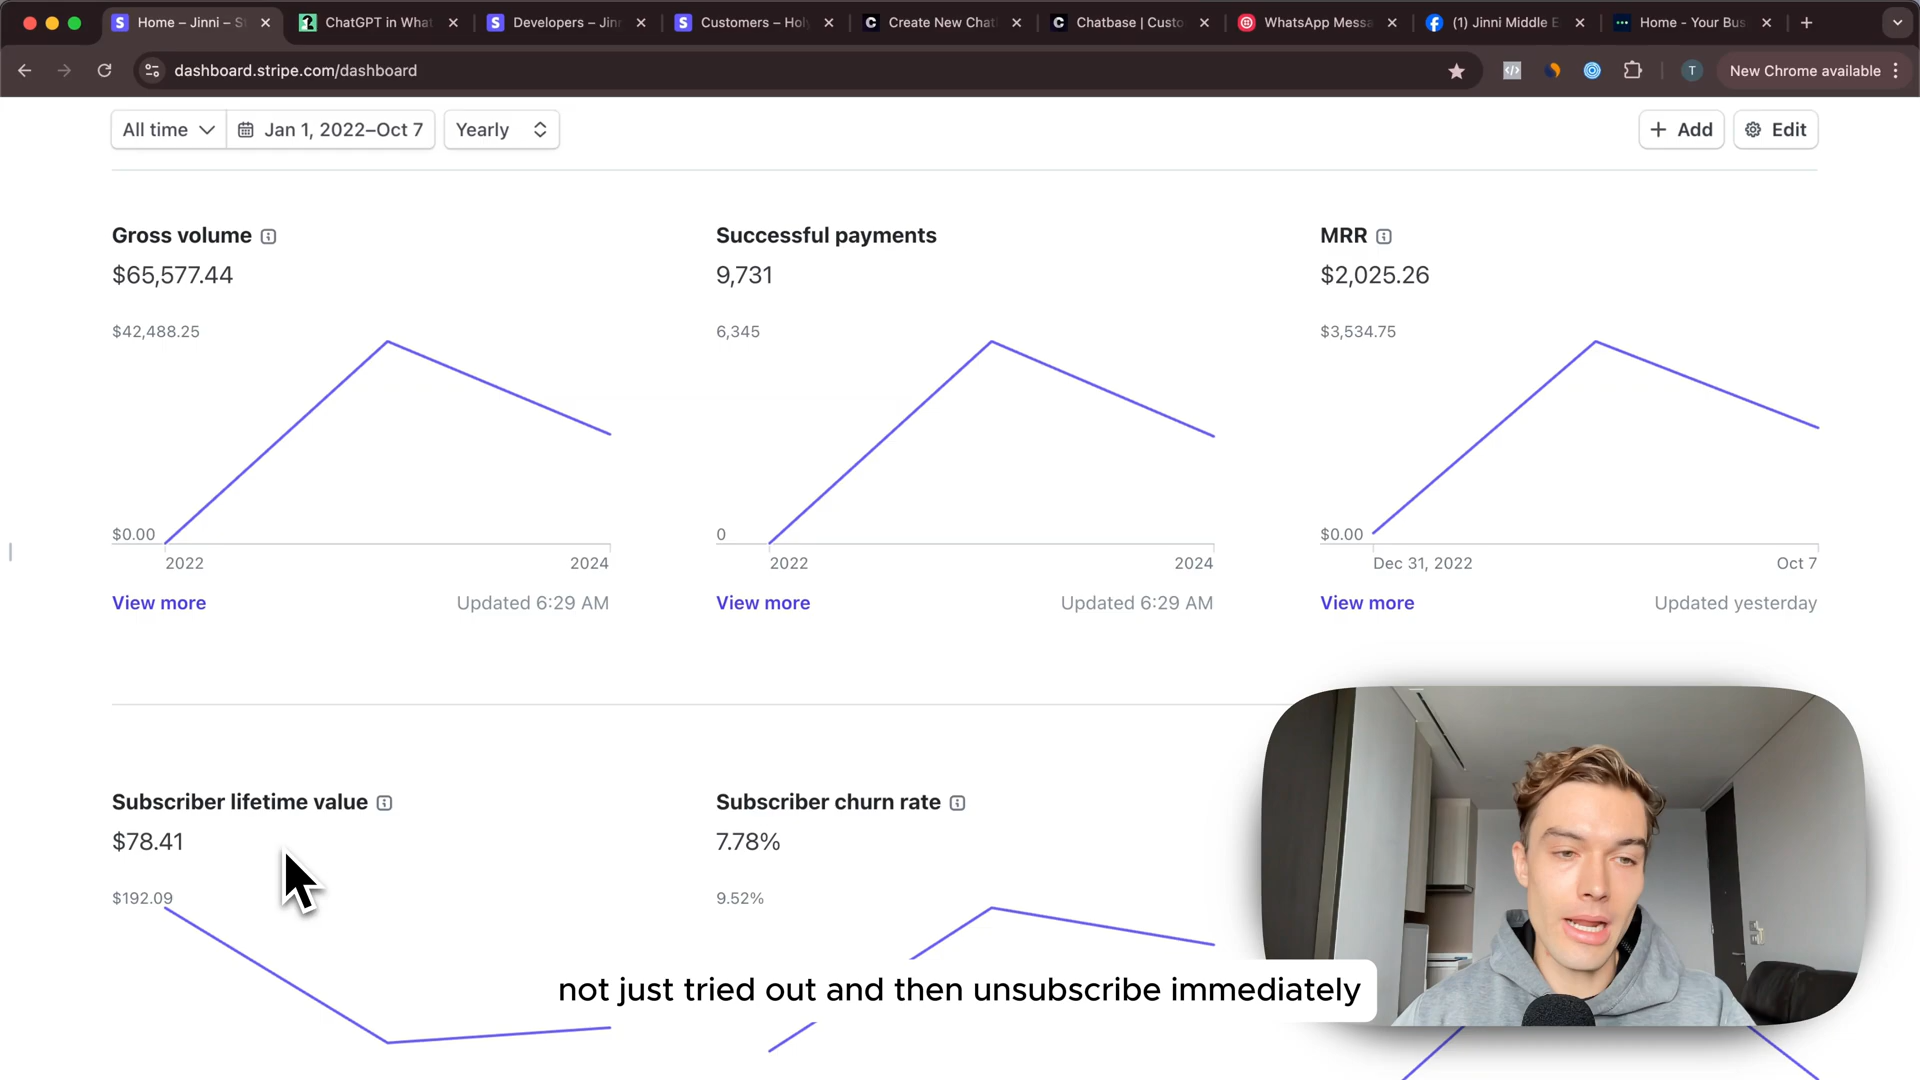 Home – Jinni – S
ChatGPT in What
Developers – Jinn
Customers – Hol
Create New Chat
Chatbase | Custo
WhatsApp Messa
(1) Jinni Middle E
Home - Your Bus
dashboard.stripe.com/dashboard
T
New Chrome available
All time
Jan 1, 2022–Oct 7
Yearly
Add
Edit
Gross volume
$65,577.44
$42,488.25
$0.00
2022
2024
View more
Updated 6:29 AM
Successful payments
9,731
6,345
0
2022
2024
View more
Updated 6:29 AM
MRR
$2,025.26
$3,534.75
$0.00
Dec 31, 2022
Oct 7
View more
Updated yesterday
Subscriber lifetime value
$78.41
$192.09
Subscriber churn rate
7.78%
9.52%
not just tried out and then unsubscribe immediately